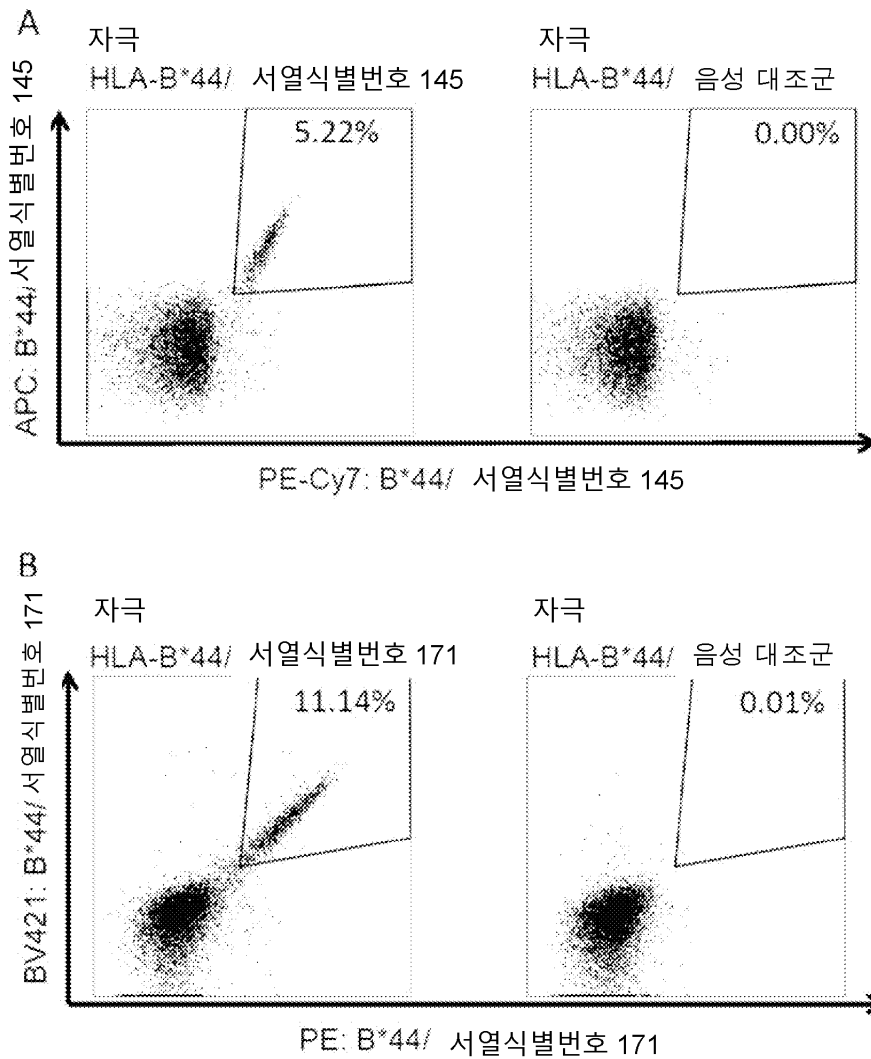 A
자극
HLA-B*44/ 서열식별번호 145
5.22%
자극
HLA-B*44/ 음성 대조군
0.00%
APC: B*44/ 서열식별번호 145
PE-Cy7: B*44/ 서열식별번호 145
B
자극
HLA-B*44/ 서열식별번호 171
11.14%
자극
HLA-B*44/ 음성 대조군
0.01%
BV421: B*44/ 서열식별번호 171
PE: B*44/ 서열식별번호 171